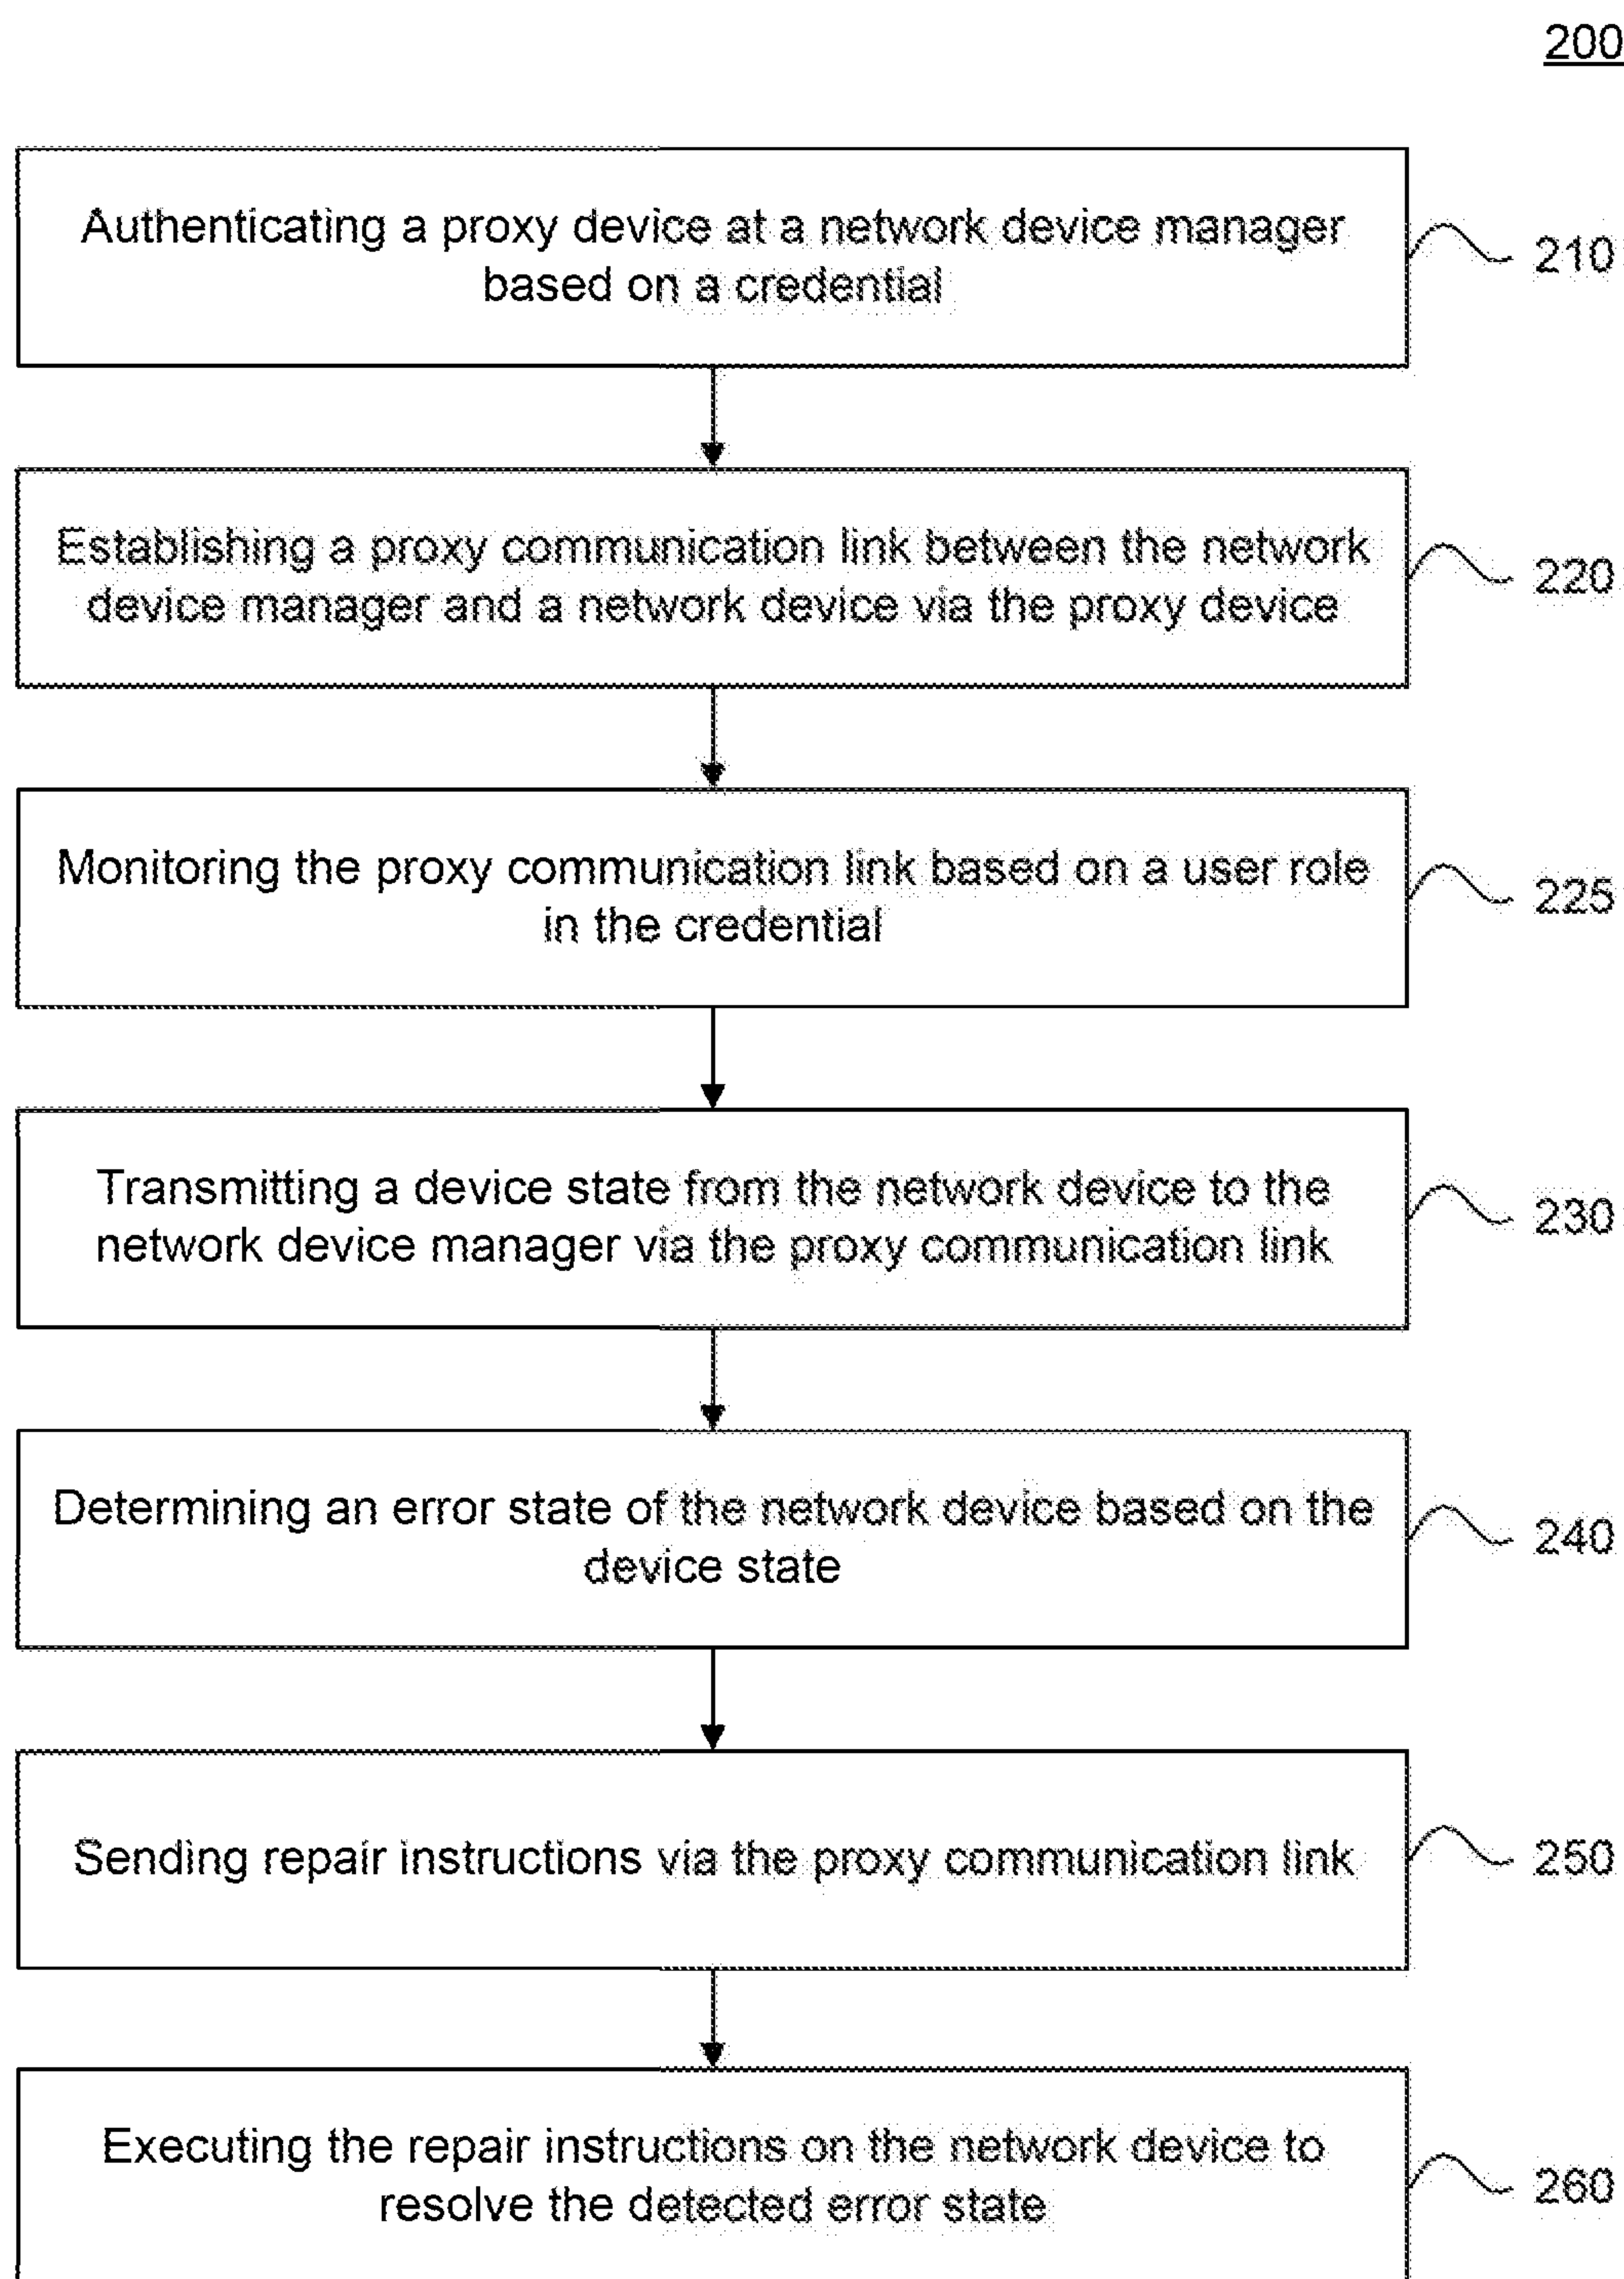 200
Authenticating a proxy device at a network device manager
based on a credential
210
Establishing a proxy communication link between the network
device manager and a network device via the proxy device
220
Monitoring the proxy communication link based on a user role
in the credential
225
Transmitting a device state from the network device to the
network device manager via the proxy communication link
230
Determining an error state of the network device based on the
device state
240
Sending repair instructions via the proxy communication link
250
Executing the repair instructions on the network device to
resolve the detected error state
260